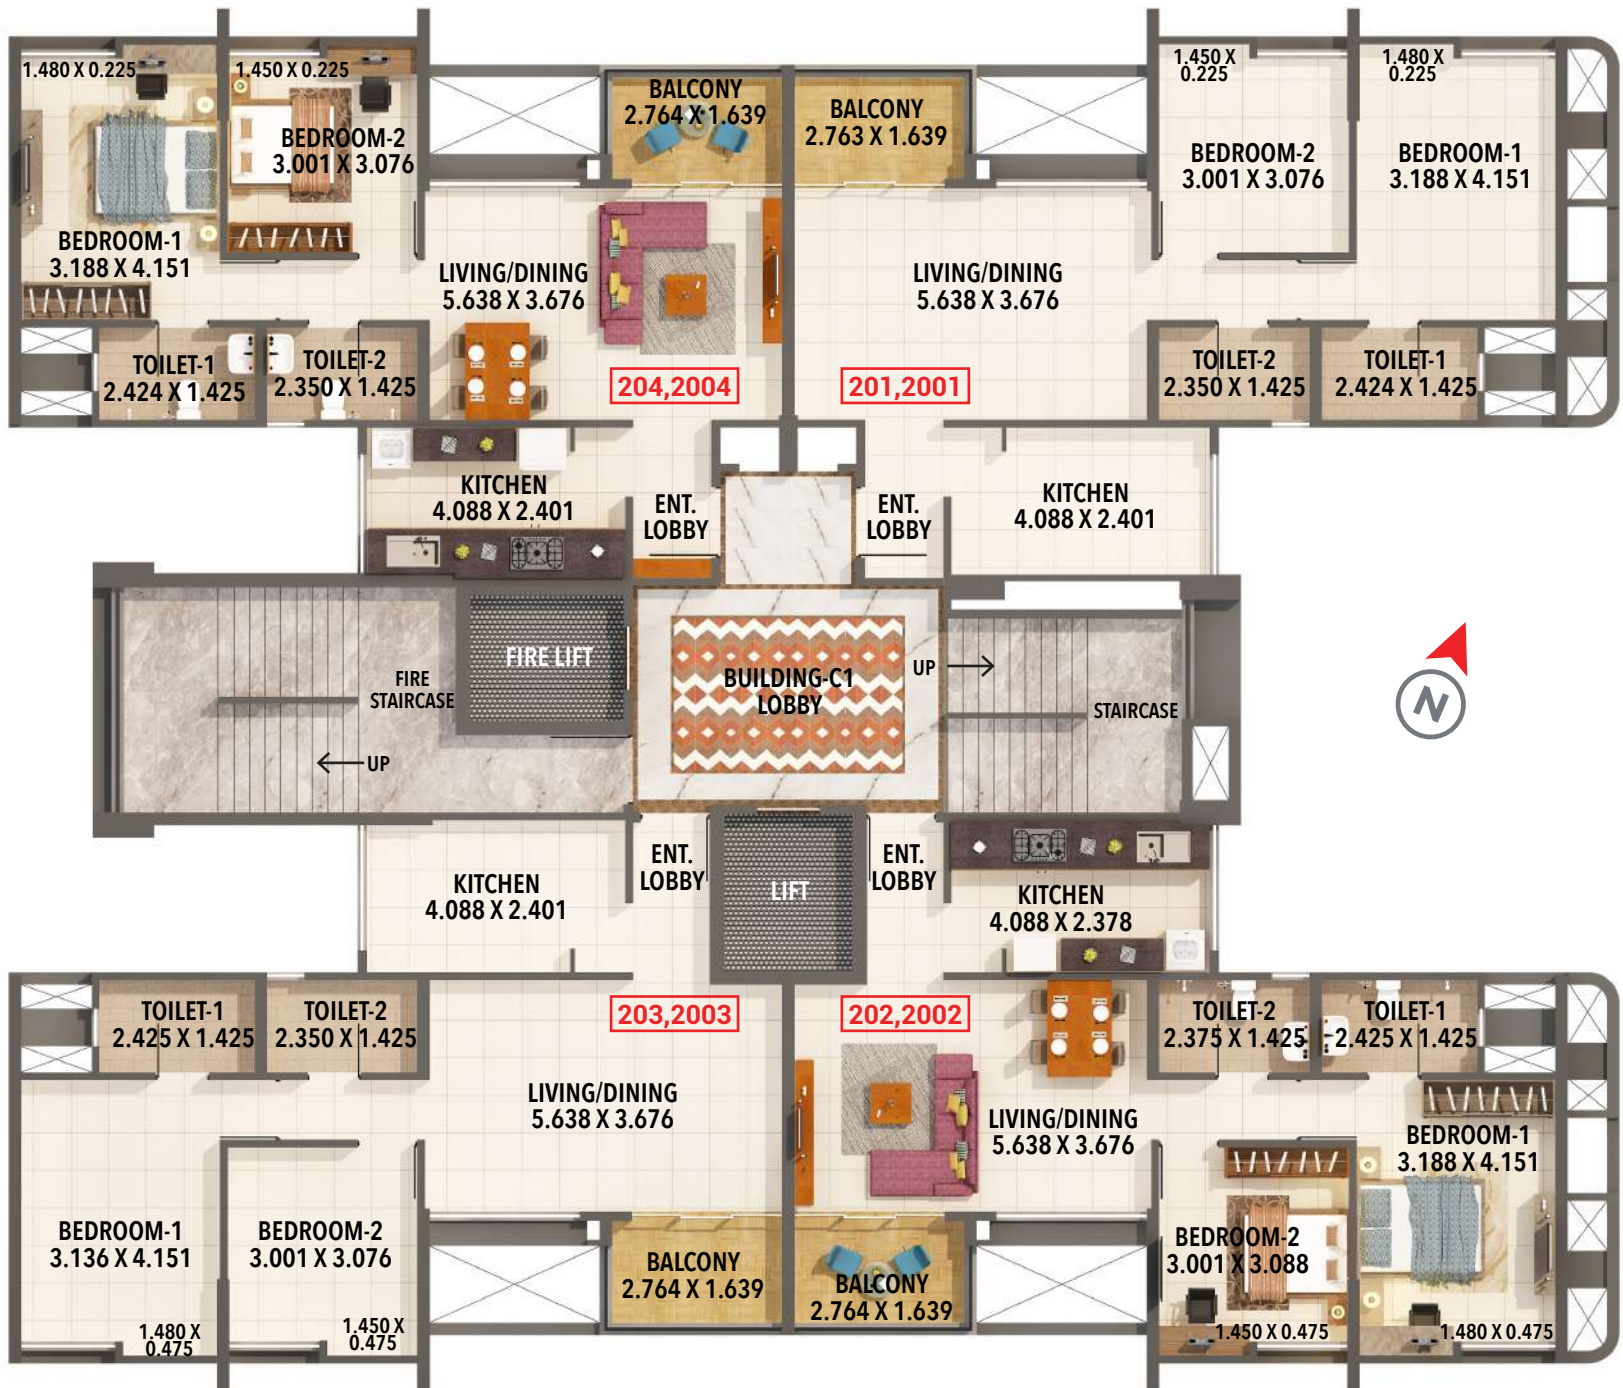 1.480 X 0.225
1.450 X 0.225
BALCONY
2.764 X 1.639
BALCONY
2.763 X 1.639
1.450 X
0.225
1.480 X
0.225
BEDROOM-2
3.001 X 3.076
BEDROOM-2
3.001 X 3.076
BEDROOM-1
3.188 X 4.151
BEDROOM-1
3.188 X 4.151
LIVING/DINING
5.638 X 3.676
LIVING/DINING
5.638 X 3.676
TOILET-1
2.424 X 1.425
TOILET-2
2.350 X 1.425
204,2004
201,2001
TOILET-2
2.350 X 1.425
TOILET-1
2.424 X 1.425
KITCHEN
4.088 X 2.401
ENT.
LOBBY
ENT.
LOBBY
KITCHEN
4.088 X 2.401
FIRE LIFT
FIRE
STAIRCASE
BUILDING-C1
LOBBY
UP
STAIRCASE
UP
N
KITCHEN
4.088 X 2.401
ENT.
LOBBY
LIFT
ENT.
LOBBY
KITCHEN
4.088 X 2.378
TOILET-1
2.425 X 1.425
TOILET-2
2.350 X 1.425
203,2003
202,2002
TOILET-2
2.375 X 1.425
TOILET-1
2.425 X 1.425
LIVING/DINING
5.638 X 3.676
LIVING/DINING
5.638 X 3.676
BEDROOM-1
3.188 X 4.151
BEDROOM-1
3.136 X 4.151
BEDROOM-2
3.001 X 3.076
BALCONY
2.764 X 1.639
BALCONY
2.764 X 1.639
BEDROOM-2
3.001 X 3.088
1.480 X
0.475
1.450 X
0.475
1.450 X 0.475
1.480 X 0.475